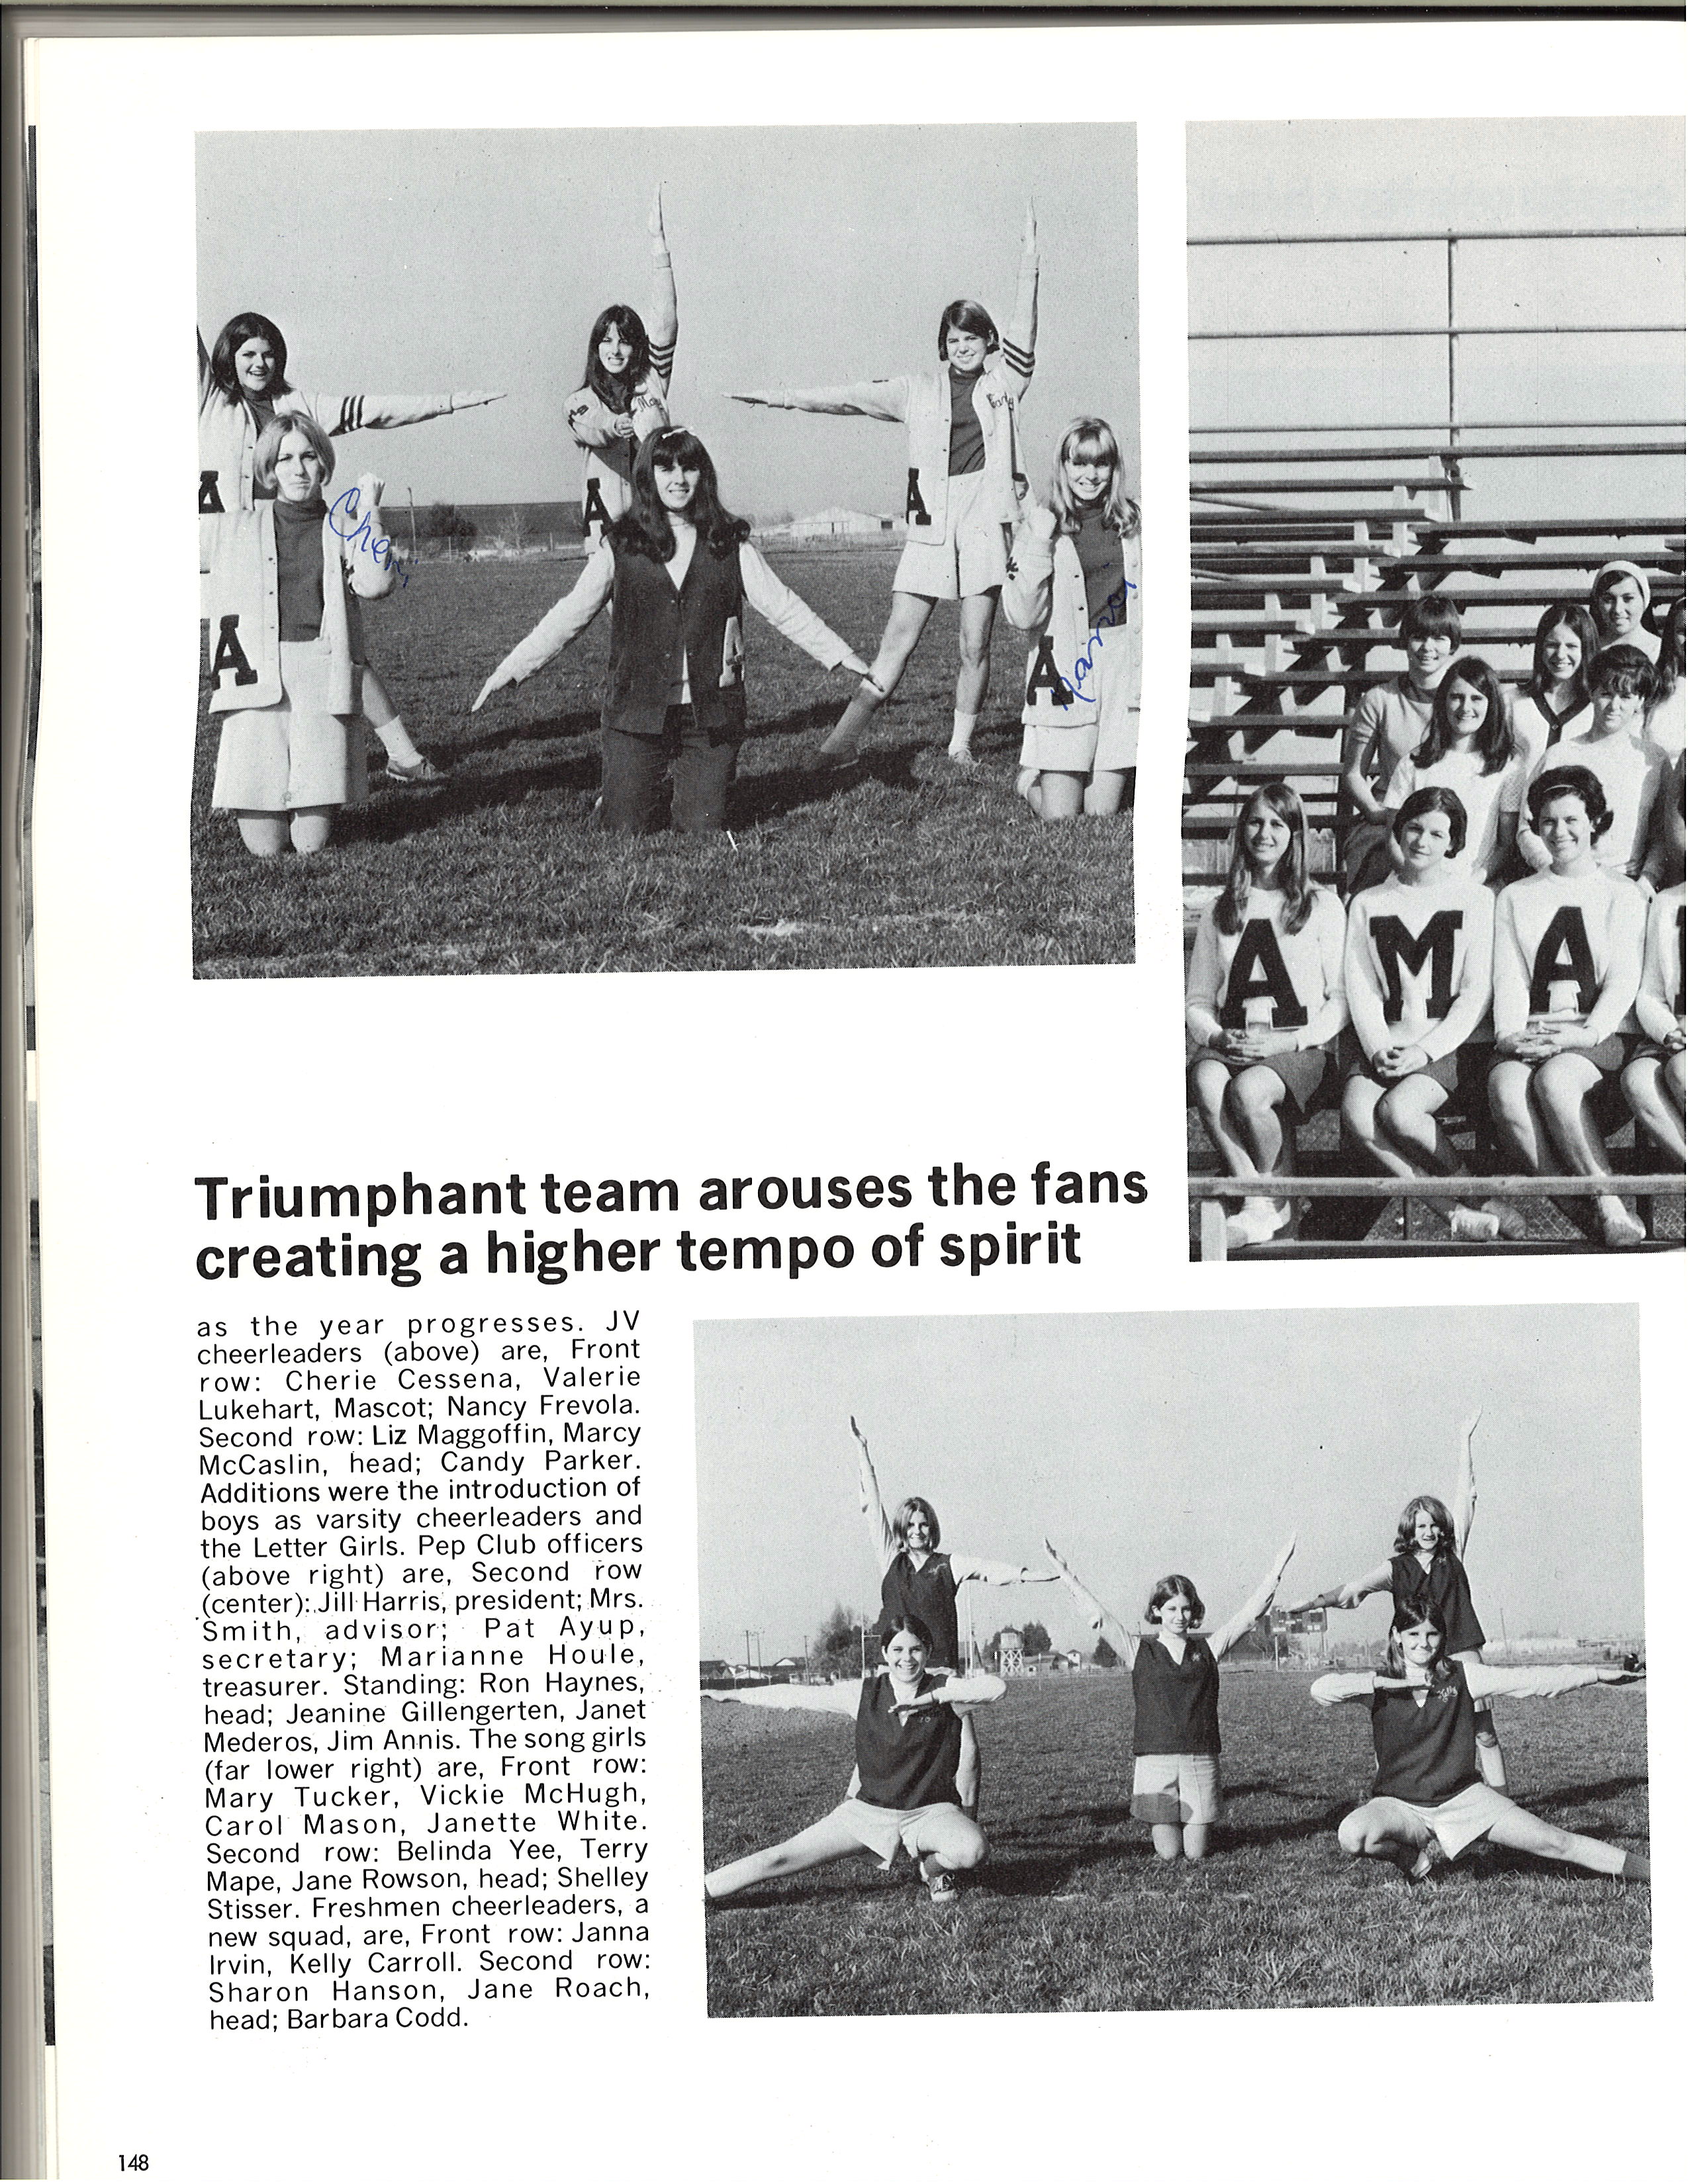 Cheri
Nanci
A
A
A
A
A
A
A M A
Triumphant team arouses the fans
creating a higher tempo of spirit
as the year progresses. JV
cheerleaders (above) are, Front
row: Cherie Cessena, Valerie
Lukehart, Mascot; Nancy Frevola.
Second row: Liz Maggoffin, Marcy
McCaslin, head; Candy Parker.
Additions were the introduction of
boys as varsity cheerleaders and
the Letter Girls. Pep Club officers
(above right) are, Second row
(center): Jill Harris, president; Mrs.
Smith, advisor; Pat Ayup,
secretary; Marianne Houle,
treasurer. Standing: Ron Haynes,
head; Jeanine Gillengerten, Janet
Mederos, Jim Annis. The song girls
(far lower right) are, Front row:
Mary Tucker, Vickie McHugh,
Carol Mason, Janette White.
Second row: Belinda Yee, Terry
Mape, Jane Rowson, head; Shelley
Stisser. Freshmen cheerleaders, a
new squad, are, Front row: Janna
Irvin, Kelly Carroll. Second row:
Sharon Hanson, Jane Roach,
head; Barbara Codd.
148